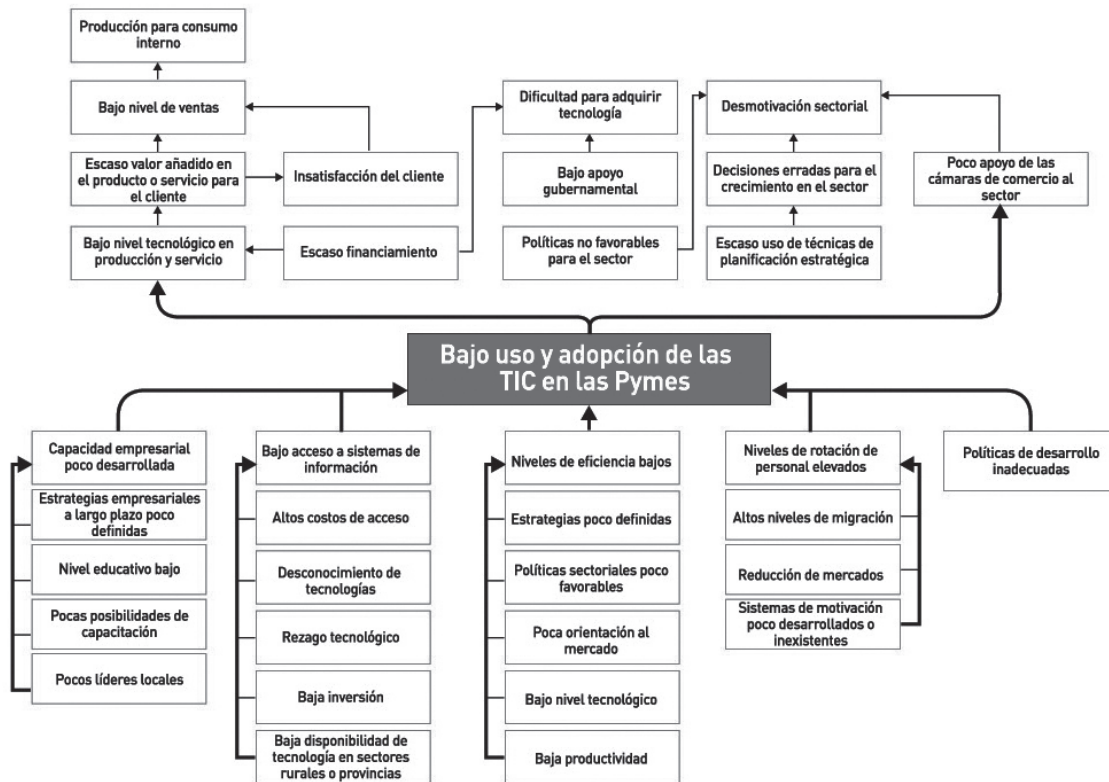 Producción para consumo
interno
Bajo nivel de ventas
Dificultad para adquirir
tecnología
Desmotivación sectorial
Escaso valor añadido en
el producto o servicio para
el cliente
Insatisfacción del cliente
Bajo apoyo
gubernamental
Decisiones erradas para el
crecimiento en el sector
Poco apoyo de las
cámaras de comercio al
sector
Bajo nivel tecnológico en
producción y servicio
Escaso financiamiento
Políticas no favorables
para el sector
Escaso uso de técnicas de
planificación estratégica
Bajo uso y adopción de las
TIC en las Pymes
Capacidad empresarial
poco desarrollada
Estrategias empresariales
a largo plazo poco
definidas
Nivel educativo bajo
Pocas posibilidades de
capacitación
Pocos líderes locales
Bajo acceso a sistemas de
información
Altos costos de acceso
Desconocimiento de
tecnologías
Rezago tecnológico
Baja inversión
Baja disponibilidad de
tecnología en sectores
rurales o provincias
Niveles de eficiencia bajos
Estrategias poco definidas
Políticas sectoriales poco
favorables
Poca orientación al
mercado
Bajo nivel tecnológico
Baja productividad
Niveles de rotación de
personal elevados
Altos niveles de migración
Reducción de mercados
Sistemas de motivación
poco desarrollados o
inexistentes
Políticas de desarrollo
inadecuadas